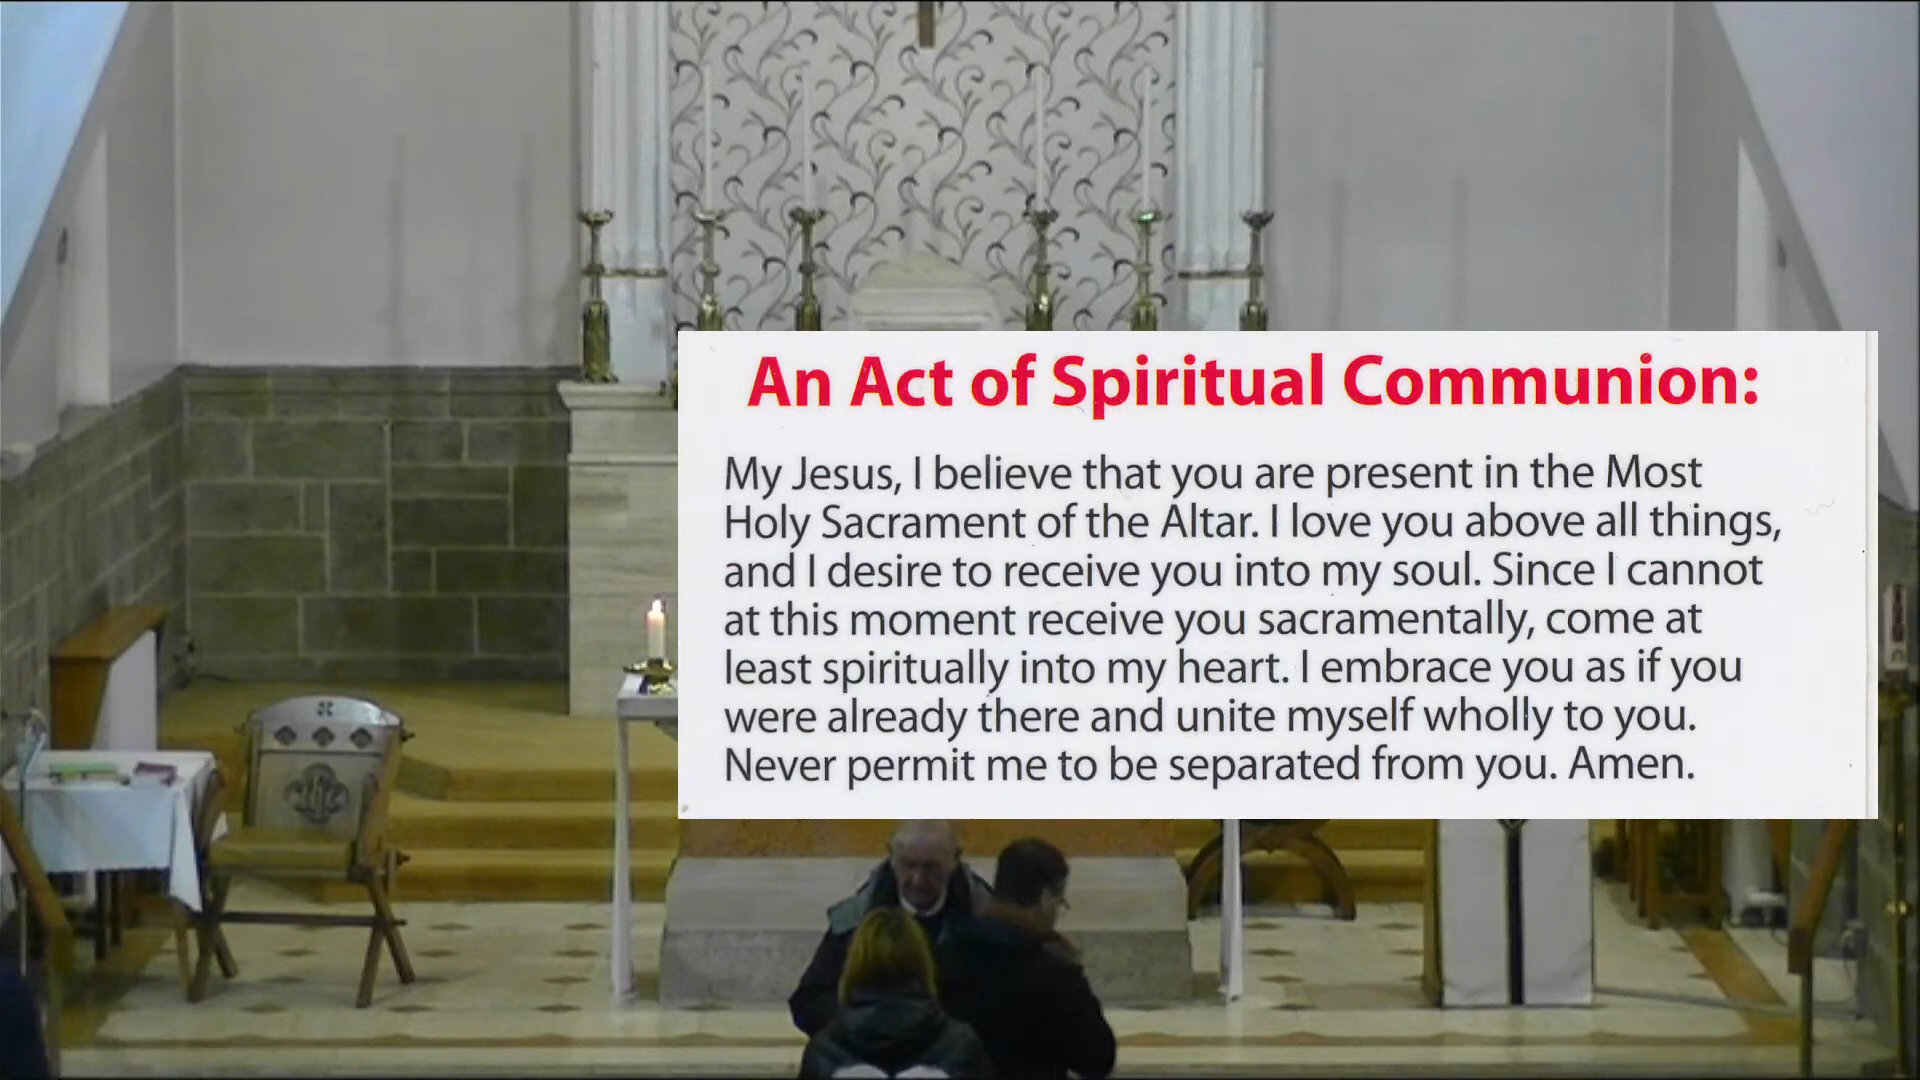 An Act of Spiritual Communion:
My Jesus, I believe that you are present in the Most
Holy Sacrament of the Altar. I love you above all things,
and I desire to receive you into my soul. Since I cannot
at this moment receive you sacramentally, come at
least spiritually into my heart. I embrace you as if you
were already there and unite myself wholly to you.
Never permit me to be separated from you. Amen.